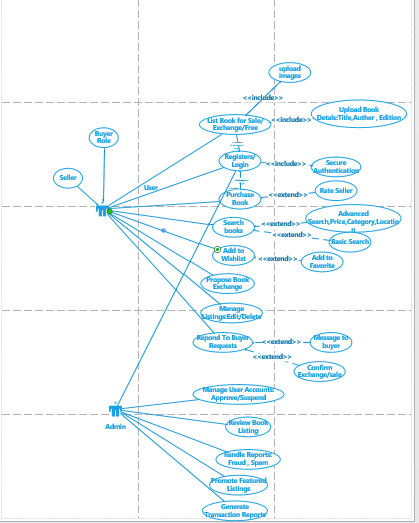 upload
images
<<include>>
Upload Book
Detals:Title,Auther , Edition
List Book for Sale/
Exchange/Free
<<include>>
Buyer
Role
Registers/
Login
<<include>>
Secure
Authentication
Seller
User
Purchase
Book
<<extend>>
Rate Seller
Search
books
<<extend>>
Advanced
Search,Price,Category,Locatio
n
<<extend>>
Basic Search
Add to
Wishlist
<<extend>>
Add to
Favorite
Propose Book
Exchange
Manage
Listings:Edit/Delete
Repond To Buyer
Requests
<<extend>>
Message to
buyer
<<extend>>
Confirm
Exchange/sale
Manage User Accounts:
Approve/Suspend
Admin
Review Book
Listing
Handle Reports:
Fraud , Spam
Promote Featured
Listings
Generate
Transaction Reports